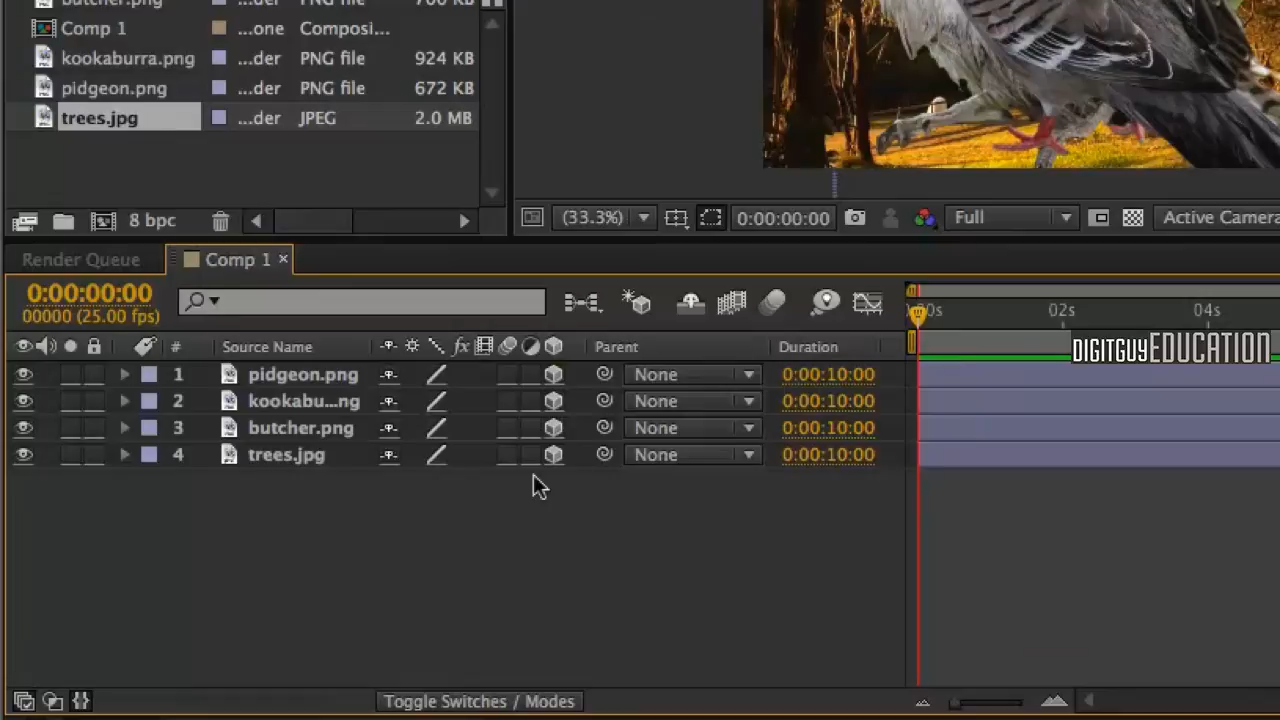 butcher.png ...der PNG file 700 KB
Comp 1 ...one Composi...
kookaburra.png ...der PNG file 924 KB
pidgeon.png ...der PNG file 672 KB
trees.jpg ...der JPEG 2.0 MB
8 bpc (33.3%) 0:00:00:00 Full Active Camera
Render Queue Comp 1 ×
0:00:00:00
00000 (25.00 fps)
02s 04s
# Source Name fx Parent Duration
DIGITGUYEDUCATION
1 pidgeon.png None 0:00:10:00
2 kookabu...ng None 0:00:10:00
3 butcher.png None 0:00:10:00
4 trees.jpg None 0:00:10:00
Toggle Switches / Modes